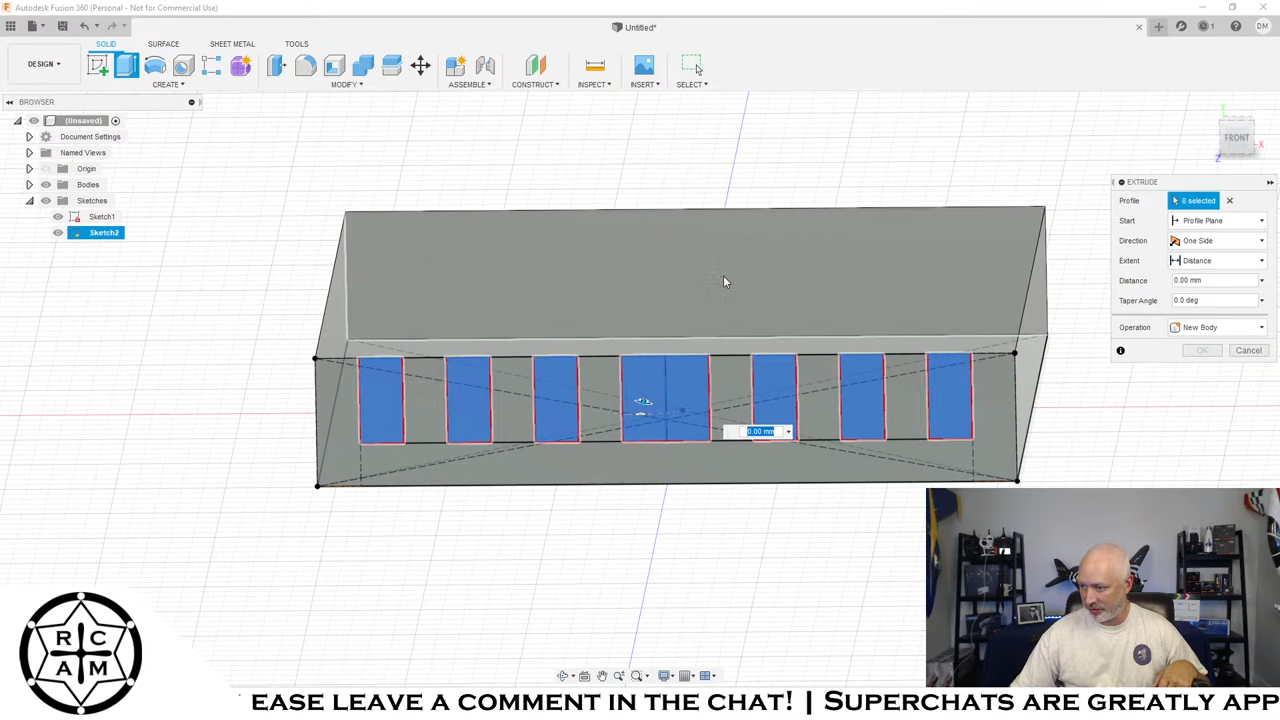 Autodesk Fusion 360 (Personal - Not for Commercial Use)
Untitled*
1
DM
SOLID SURFACE SHEET METAL TOOLS
DESIGN
CREATE MODIFY ASSEMBLE CONSTRUCT INSPECT INSERT SELECT
BROWSER
(Unsaved)
Document Settings
Named Views
Origin
Bodies
Sketches
Sketch1
Sketch2
Y
FRONT
X
Z
EXTRUDE
Profile 8 selected
Start Profile Plane
Direction One Side
Extent Distance
Distance 0.00 mm
Taper Angle 0.0 deg
Operation New Body
OK Cancel
0.00 mm
R C
A M
EASE LEAVE A COMMENT IN THE CHAT! | SUPERCHATS ARE GREATLY APP